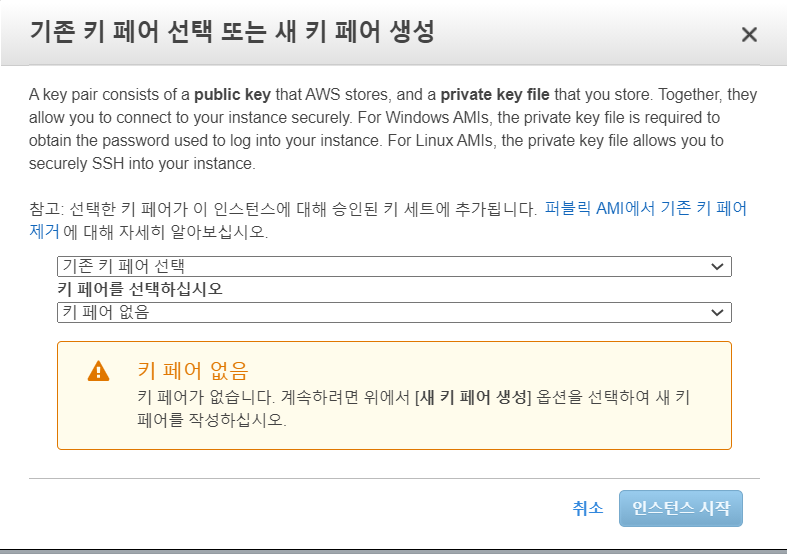 기존 키 페어 선택 또는 새 키 페어 생성
A key pair consists of a public key that AWS stores, and a private key file that you store. Together, they
allow you to connect to your instance securely. For Windows AMIs, the private key file is required to
obtain the password used to log into your instance. For Linux AMIs, the private key file allows you to
securely SSH into your instance.
참고: 선택한 키 페어가 이 인스턴스에 대해 승인된 키 세트에 추가됩니다. 퍼블릭 AMI에서 기존 키 페어
제거에 대해 자세히 알아보십시오.
기존 키 페어 선택
키 페어를 선택하십시오
키 페어 없음
키 페어 없음
키 페어가 없습니다. 계속하려면 위에서 [새 키 페어 생성] 옵션을 선택하여 새 키
페어를 작성하십시오.
취소 인스턴스 시작